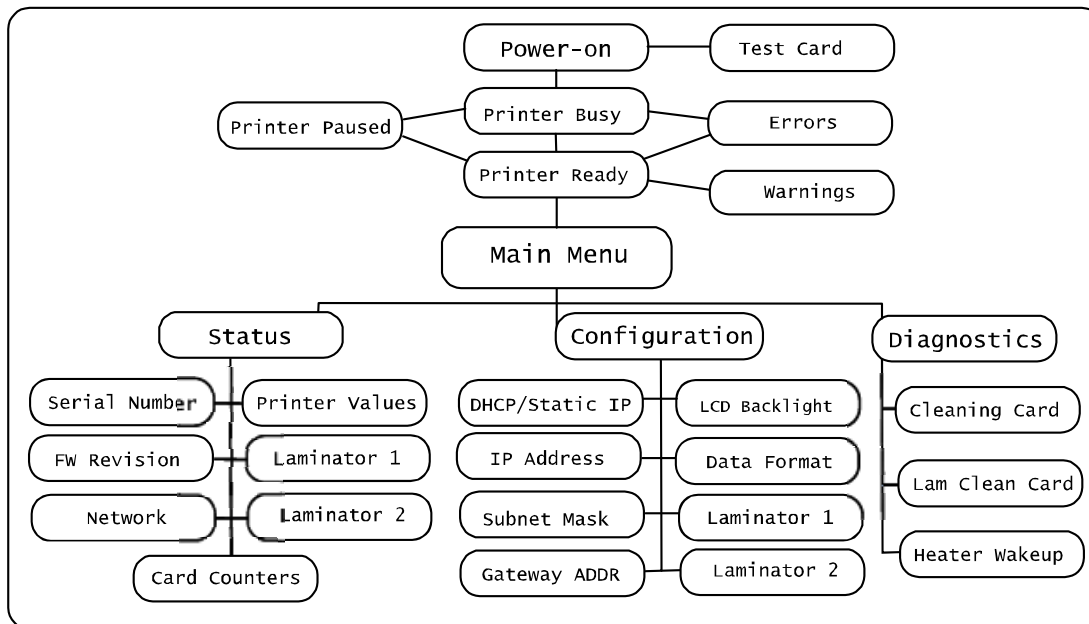 Power-on
Test Card
Printer Paused
Printer Busy
Errors
Printer Ready
Warnings
Main Menu
Status
Configuration
Diagnostics
Serial Number
Printer Values
FW Revision
Laminator 1
Network
Laminator 2
Card Counters
DHCP/Static IP
LCD Backlight
IP Address
Data Format
Subnet Mask
Laminator 1
Gateway ADDR
Laminator 2
Cleaning Card
Lam Clean Card
Heater Wakeup